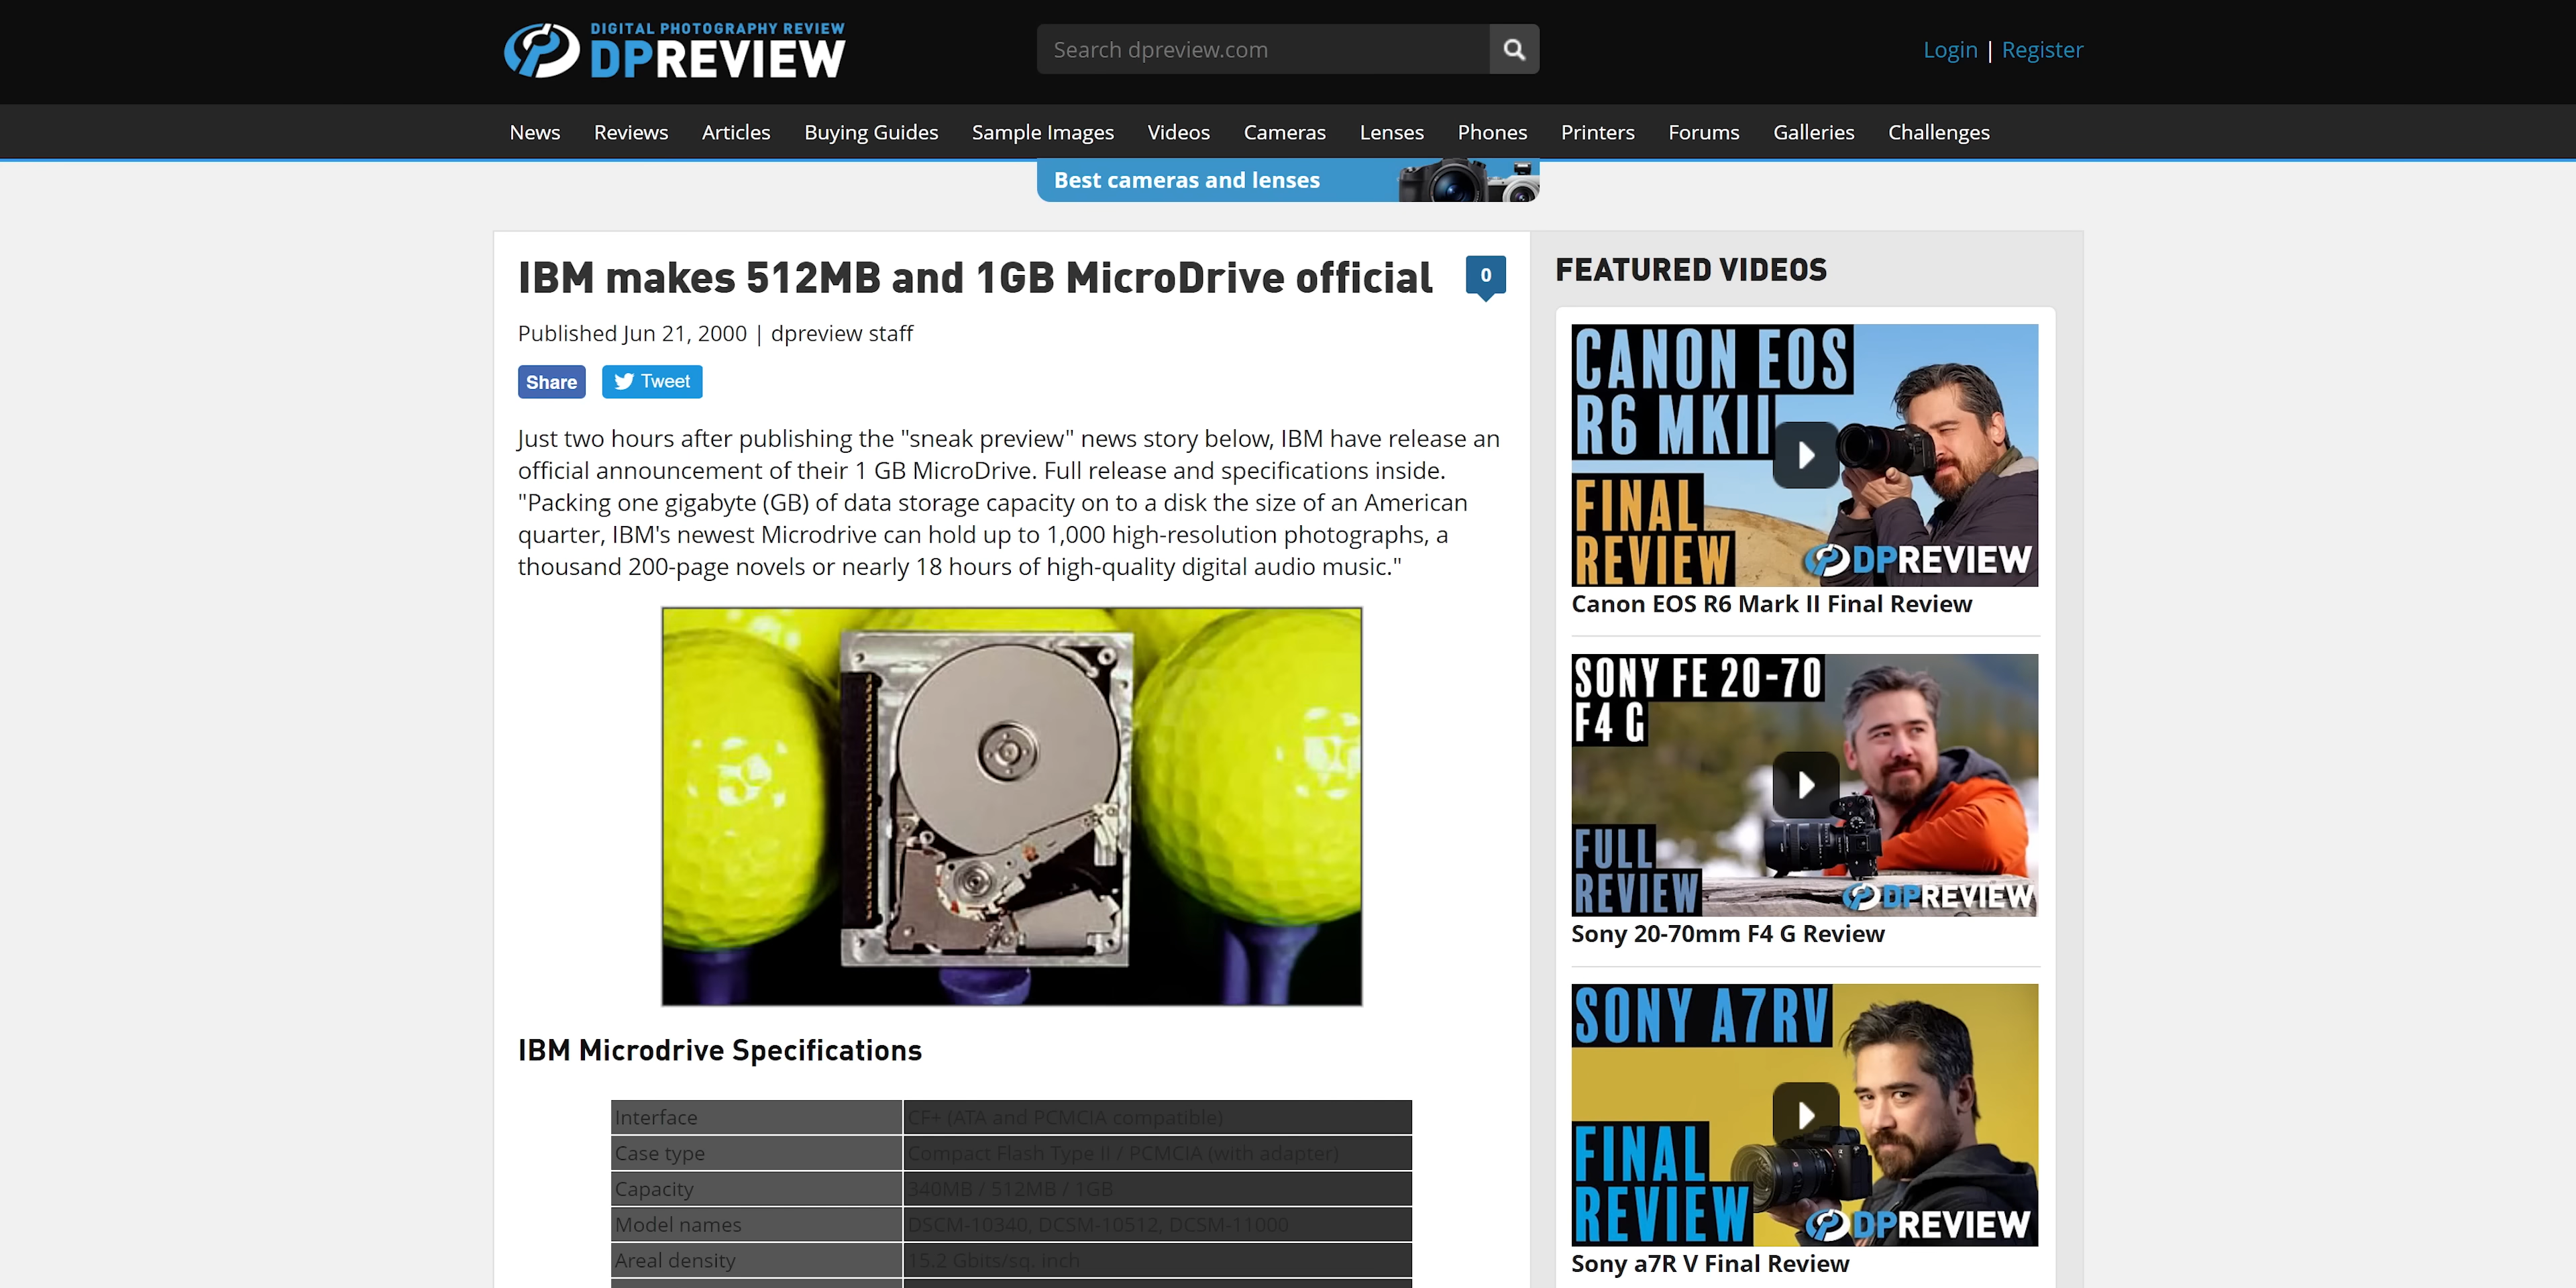 DIGITAL PHOTOGRAPHY REVIEW
DPREVIEW
Search dpreview.com
Login | Register
News Reviews Articles Buying Guides Sample Images Videos Cameras Lenses Phones Printers Forums Galleries Challenges
Best cameras and lenses
IBM makes 512MB and 1GB MicroDrive official
0
Published Jun 21, 2000 | dpreview staff
Share Tweet
Just two hours after publishing the "sneak preview" news story below, IBM have release an
official announcement of their 1 GB MicroDrive. Full release and specifications inside.
"Packing one gigabyte (GB) of data storage capacity on to a disk the size of an American
quarter, IBM's newest Microdrive can hold up to 1,000 high-resolution photographs, a
thousand 200-page novels or nearly 18 hours of high-quality digital audio music."
IBM Microdrive Specifications
Interface CF+ (ATA and PCMCIA compatible)
Case type Compact Flash Type II / PCMCIA (with adapter)
Capacity 340MB / 512MB / 1GB
Model names DSCM-10340, DCSM-10512, DCSM-11000
Areal density 15.2 Gbits/sq. inch
FEATURED VIDEOS
CANON EOS
R6 MKII
FINAL
REVIEW
DPREVIEW
Canon EOS R6 Mark II Final Review
SONY FE 20-70
F4 G
FULL
REVIEW
DPREVIEW
Sony 20-70mm F4 G Review
SONY A7RV
FINAL
REVIEW
DPREVIEW
Sony a7R V Final Review